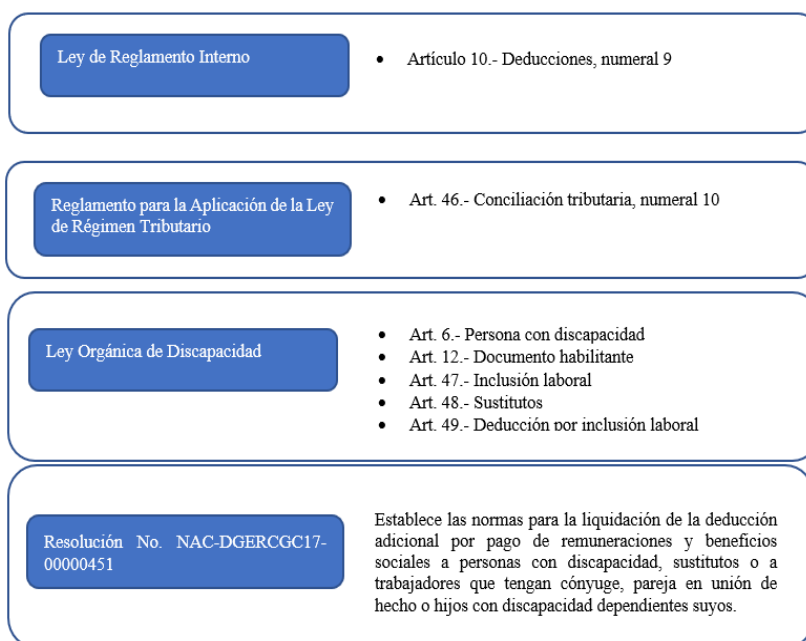 Ley de Reglamento Interno
• Artículo 10.- Deducciones, numeral 9
Reglamento para la Aplicación de la Ley
de Régimen Tributario
• Art. 46.- Conciliación tributaria, numeral 10
Ley Orgánica de Discapacidad
• Art. 6.- Persona con discapacidad
• Art. 12.- Documento habilitante
• Art. 47.- Inclusión laboral
• Art. 48.- Sustitutos
• Art. 49.- Deducción por inclusión laboral
Resolución No. NAC-DGERCGC17-
00000451
Establece las normas para la liquidación de la deducción
adicional por pago de remuneraciones y beneficios
sociales a personas con discapacidad, sustitutos o a
trabajadores que tengan cónyuge, pareja en unión de
hecho o hijos con discapacidad dependientes suyos.